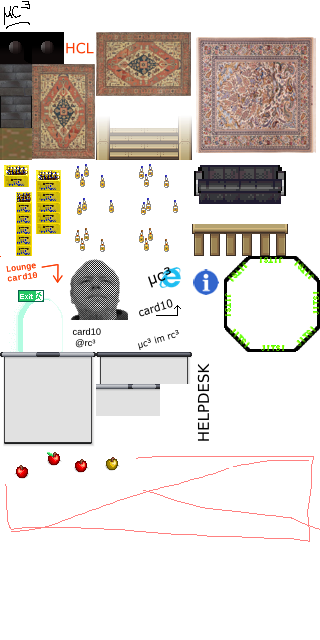 µc³
HCL
Lounge
card10
Exit
µc³
card10
card10
@rc³
µc³ im rc³
HELPDESK